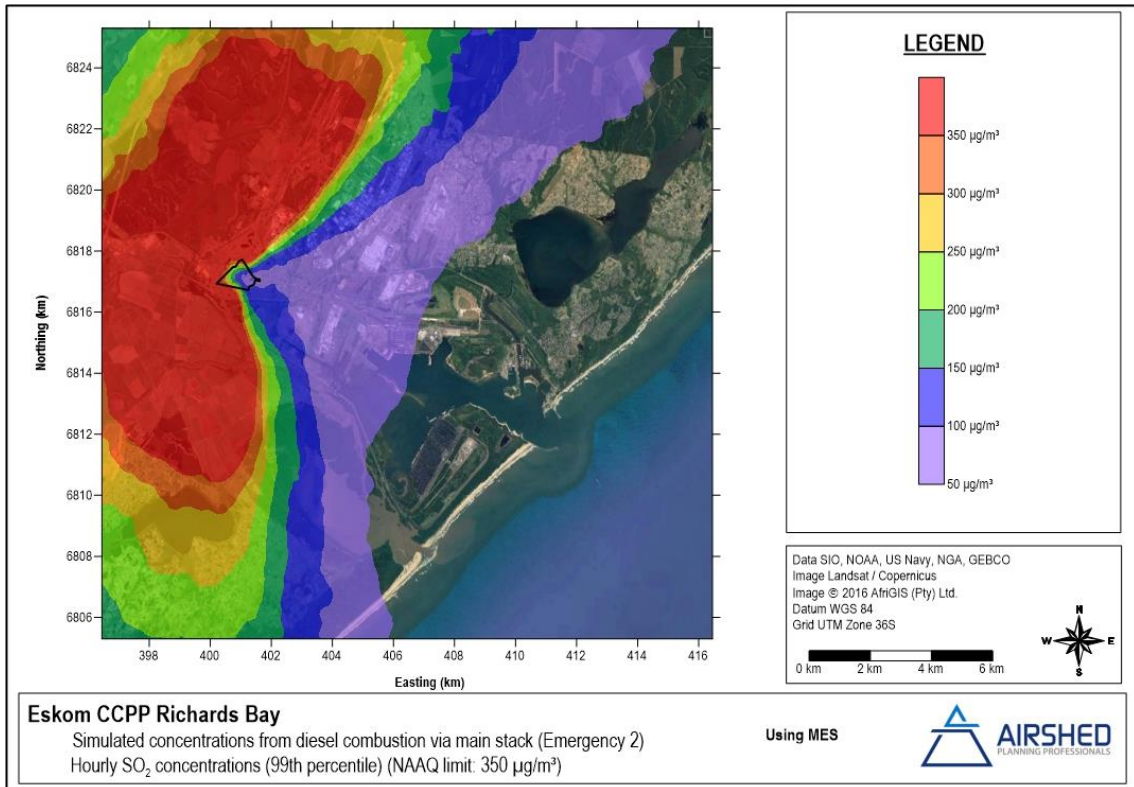 6824
6822
6820
6818
6816
6814
6812
6810
6808
6806
Northing (km)
398 400 402 404 406 408 410 412 414 416
Easting (km)
LEGEND
350 µg/m³
300 µg/m³
250 µg/m³
200 µg/m³
150 µg/m³
100 µg/m³
50 µg/m³
Data SIO, NOAA, US Navy, NGA, GEBCO
Image Landsat / Copernicus
Image © 2016 AfriGIS (Pty) Ltd.
Datum WGS 84
Grid UTM Zone 36S
0 km 2 km 4 km 6 km
N
W E
S
Eskom CCPP Richards Bay
Simulated concentrations from diesel combustion via main stack (Emergency 2)
Hourly SO₂ concentrations (99th percentile) (NAAQ limit: 350 µg/m³)
Using MES
AIRSHED
PLANNING PROFESSIONALS